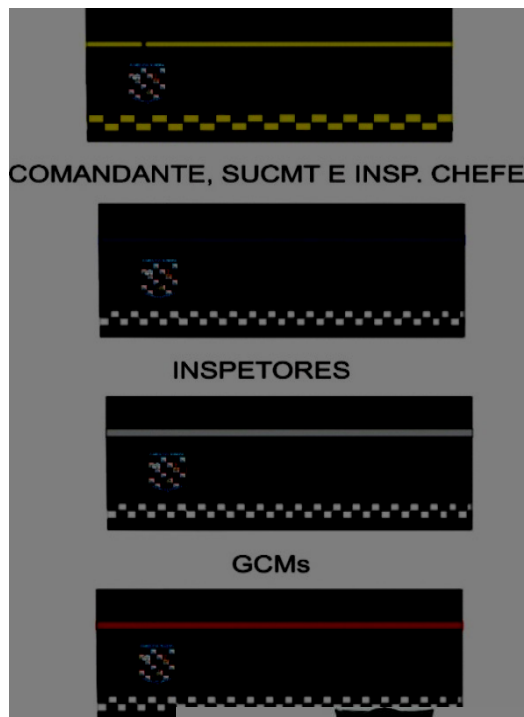 COMANDANTE, SUCMT E INSP. CHEFE
INSPETORES
GCMs